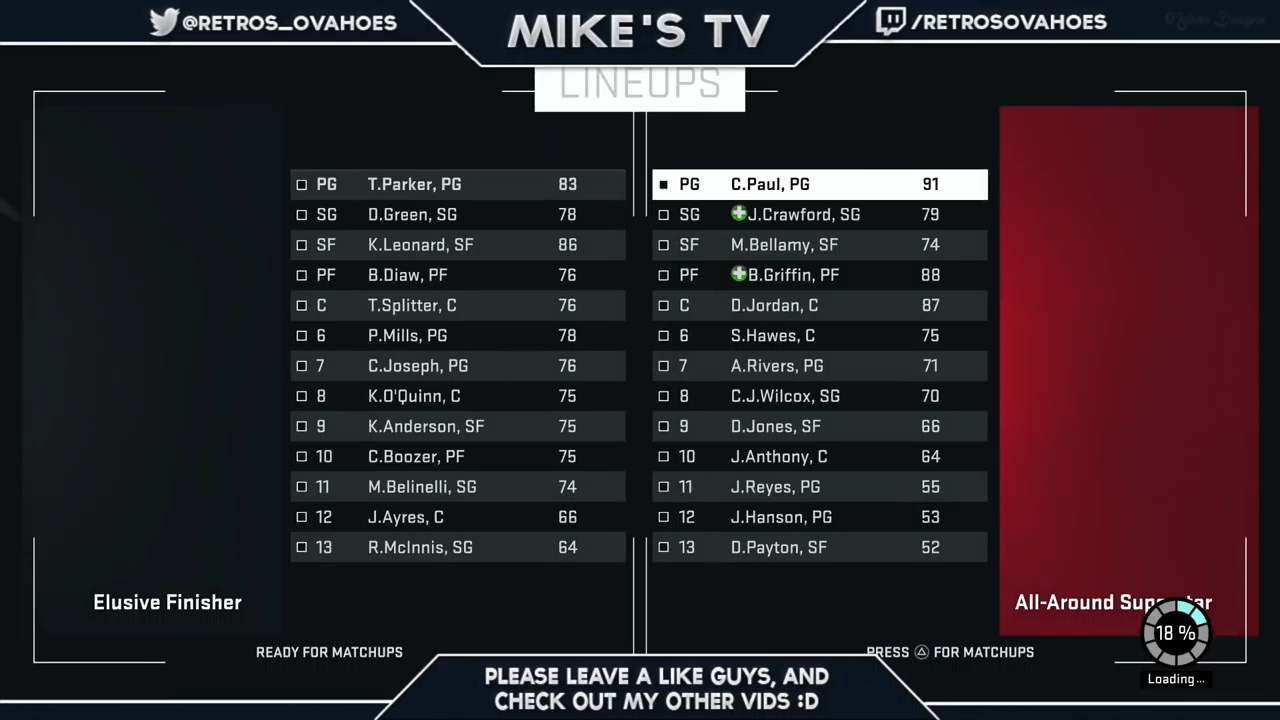 @RETROS_OVAHOES
MIKE'S TV
/RETROSOVAHOES
LINEUPS
PG T.Parker, PG 83
SG D.Green, SG 78
SF K.Leonard, SF 86
PF B.Diaw, PF 76
C T.Splitter, C 76
6 P.Mills, PG 78
7 C.Joseph, PG 76
8 K.O'Quinn, C 75
9 K.Anderson, SF 75
10 C.Boozer, PF 75
11 M.Belinelli, SG 74
12 J.Ayres, C 66
13 R.McInnis, SG 64
PG C.Paul, PG 91
SG J.Crawford, SG 79
SF M.Bellamy, SF 74
PF B.Griffin, PF 88
C D.Jordan, C 87
6 S.Hawes, C 75
7 A.Rivers, PG 71
8 C.J.Wilcox, SG 70
9 D.Jones, SF 66
10 J.Anthony, C 64
11 J.Reyes, PG 55
12 J.Hanson, PG 53
13 D.Payton, SF 52
Elusive Finisher
All-Around
18 %
Loading...
READY FOR MATCHUPS
PRESS FOR MATCHUPS
PLEASE LEAVE A LIKE GUYS, AND
CHECK OUT MY OTHER VIDS :D